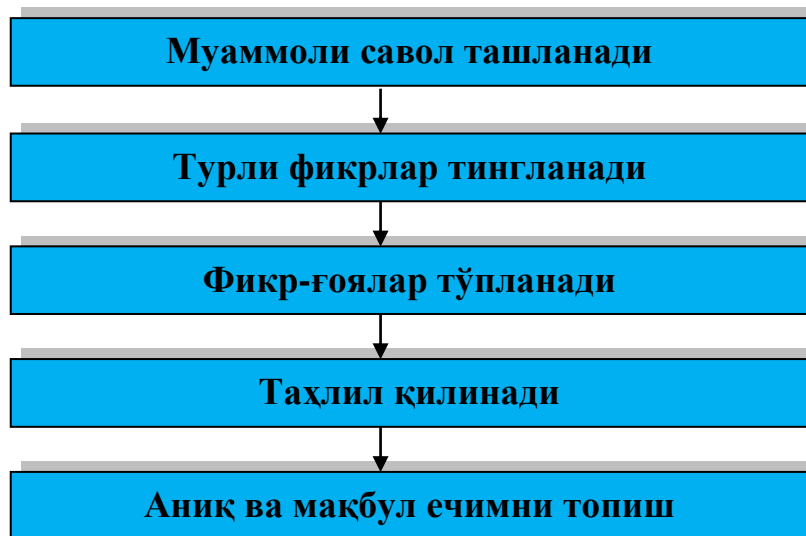 Муаммоли савол ташланади
Турли фикрлар тингланади
Фикр-ғоялар тўпланади
Таҳлил қилинади
Аниқ ва мақбул ечимни топиш